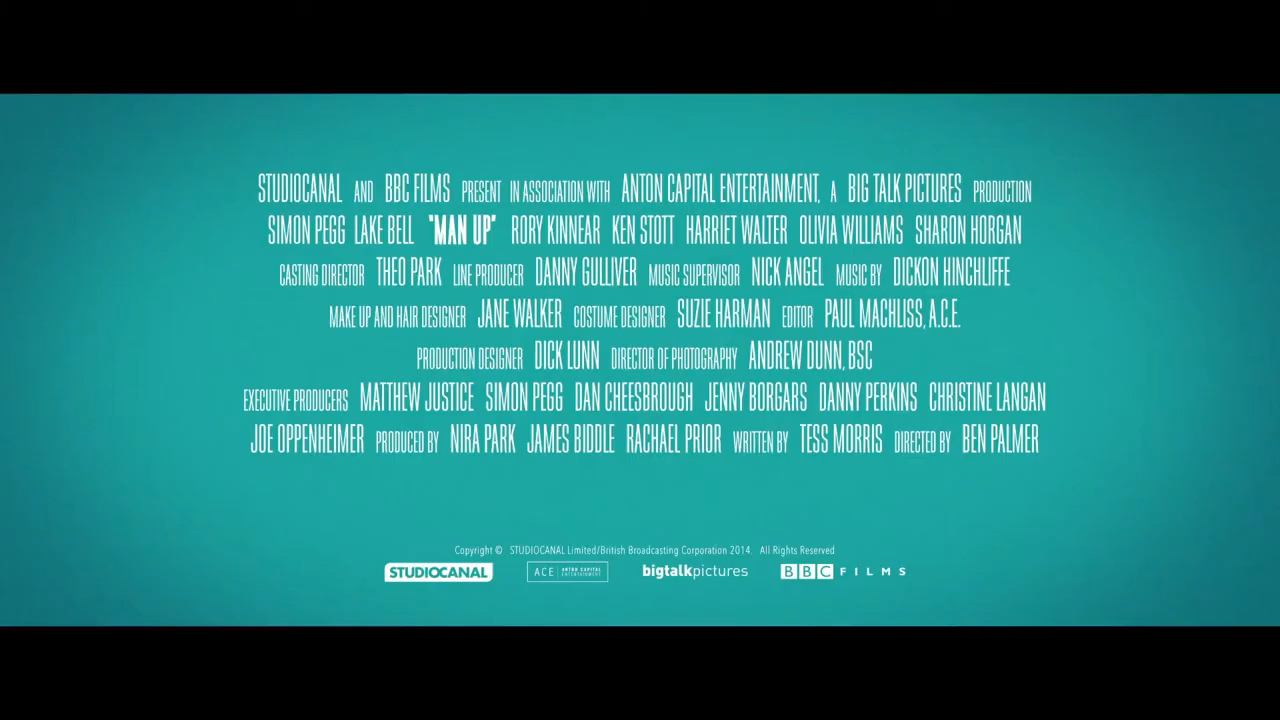 STUDIOCANAL AND BBC FILMS PRESENT IN ASSOCIATION WITH ANTON CAPITAL ENTERTAINMENT, A BIG TALK PICTURES PRODUCTION
SIMON PEGG LAKE BELL "MAN UP" RORY KINNEAR KEN STOTT HARRIET WALTER OLIVIA WILLIAMS SHARON HORGAN
CASTING DIRECTOR THEO PARK LINE PRODUCER DANNY GULLIVER MUSIC SUPERVISOR NICK ANGEL MUSIC BY DICKON HINCHLIFFE
MAKE UP AND HAIR DESIGNER JANE WALKER COSTUME DESIGNER SUZIE HARMAN EDITOR PAUL MACHLISS, A.C.E.
PRODUCTION DESIGNER DICK LUNN DIRECTOR OF PHOTOGRAPHY ANDREW DUNN, BSC
EXECUTIVE PRODUCERS MATTHEW JUSTICE SIMON PEGG DAN CHEESBROUGH JENNY BORGARS DANNY PERKINS CHRISTINE LANGAN
JOE OPPENHEIMER PRODUCED BY NIRA PARK JAMES BIDDLE RACHAEL PRIOR WRITTEN BY TESS MORRIS DIRECTED BY BEN PALMER
Copyright © STUDIOCANAL Limited/British Broadcasting Corporation 2014. All Rights Reserved
STUDIOCANAL ACE ANTON CAPITAL ENTERTAINMENT bigtalkpictures BBC FILMS